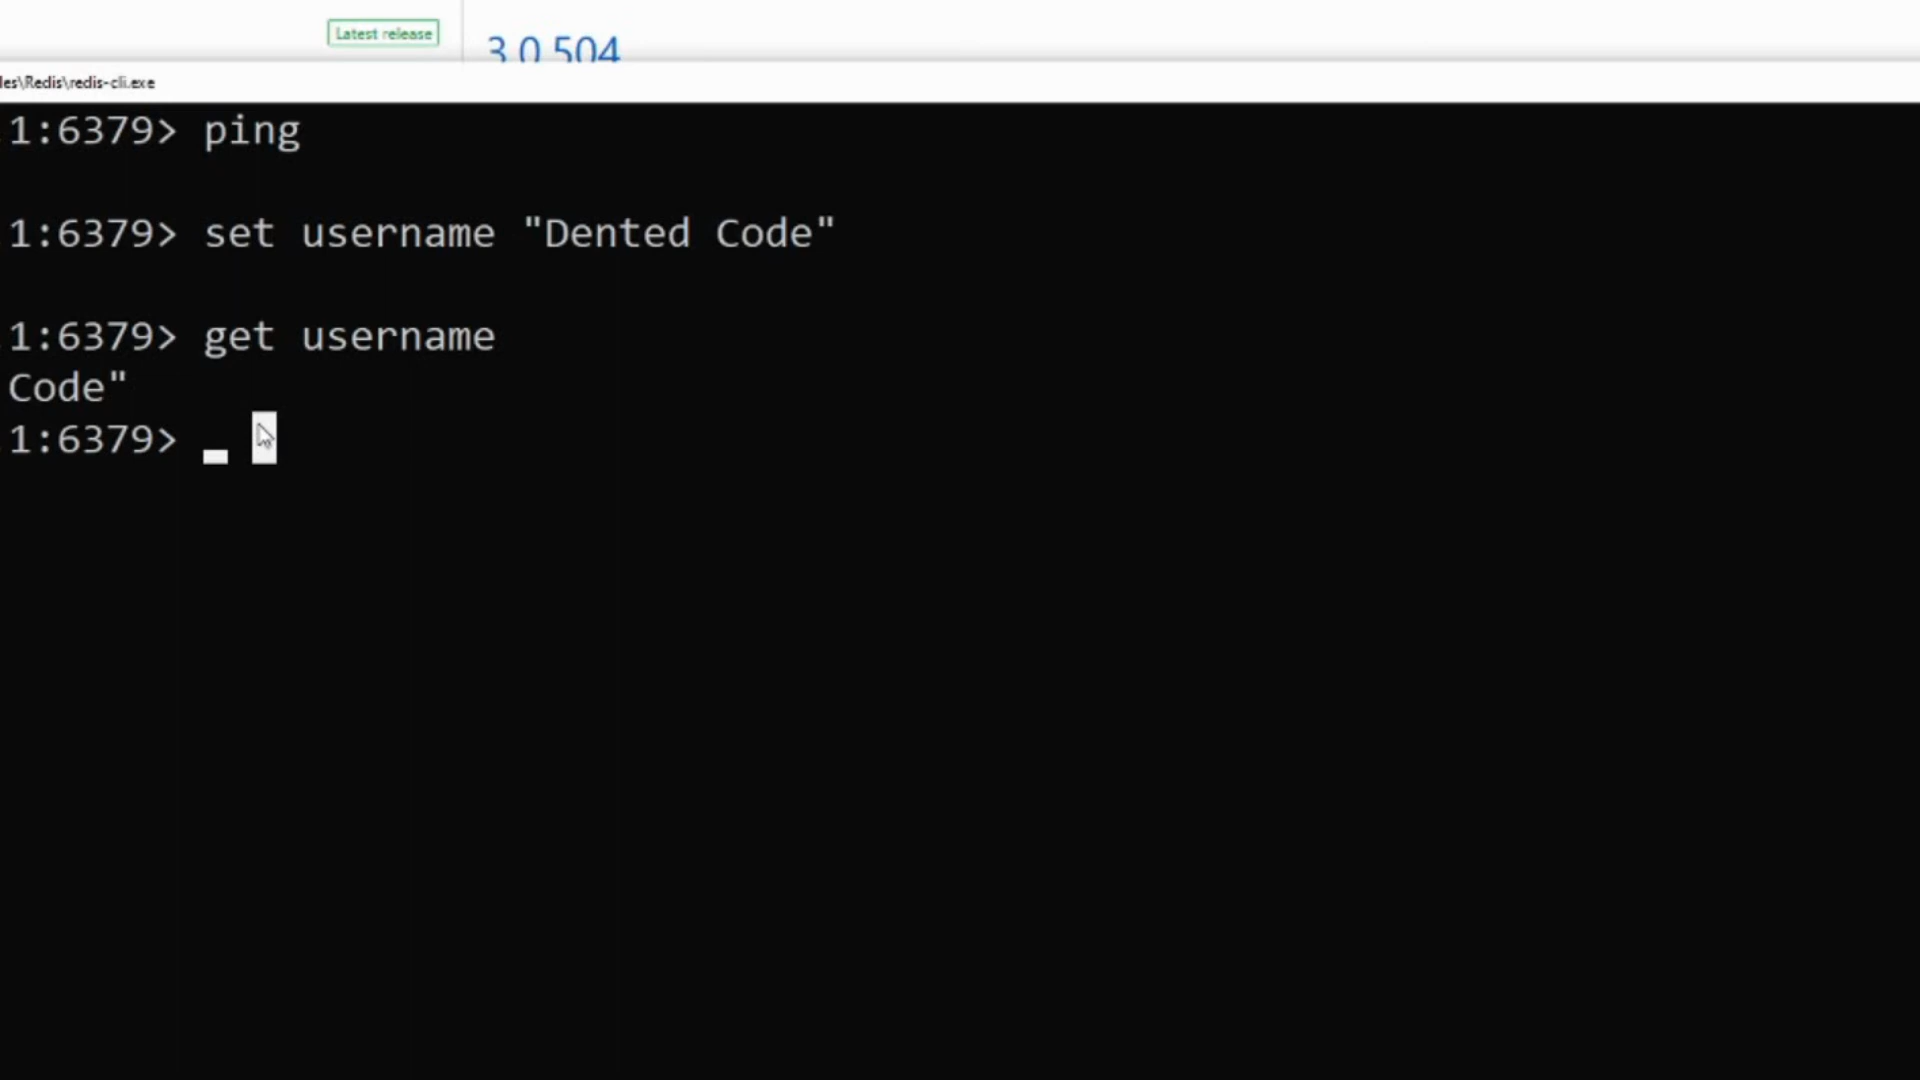 Latest release
3.0.504
les\Redis\redis-cli.exe
1:6379> ping
1:6379> set username "Dented Code"
1:6379> get username
Code"
1:6379>